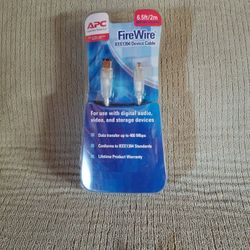 APC
6.5ft/2m
FireWire
IEEE1394 Device Cable
For use with digital audio,
video, and storage devices
Data transfer up to 400 Mbps
Conforms to IEEE1394 Standards
Lifetime Product Warranty